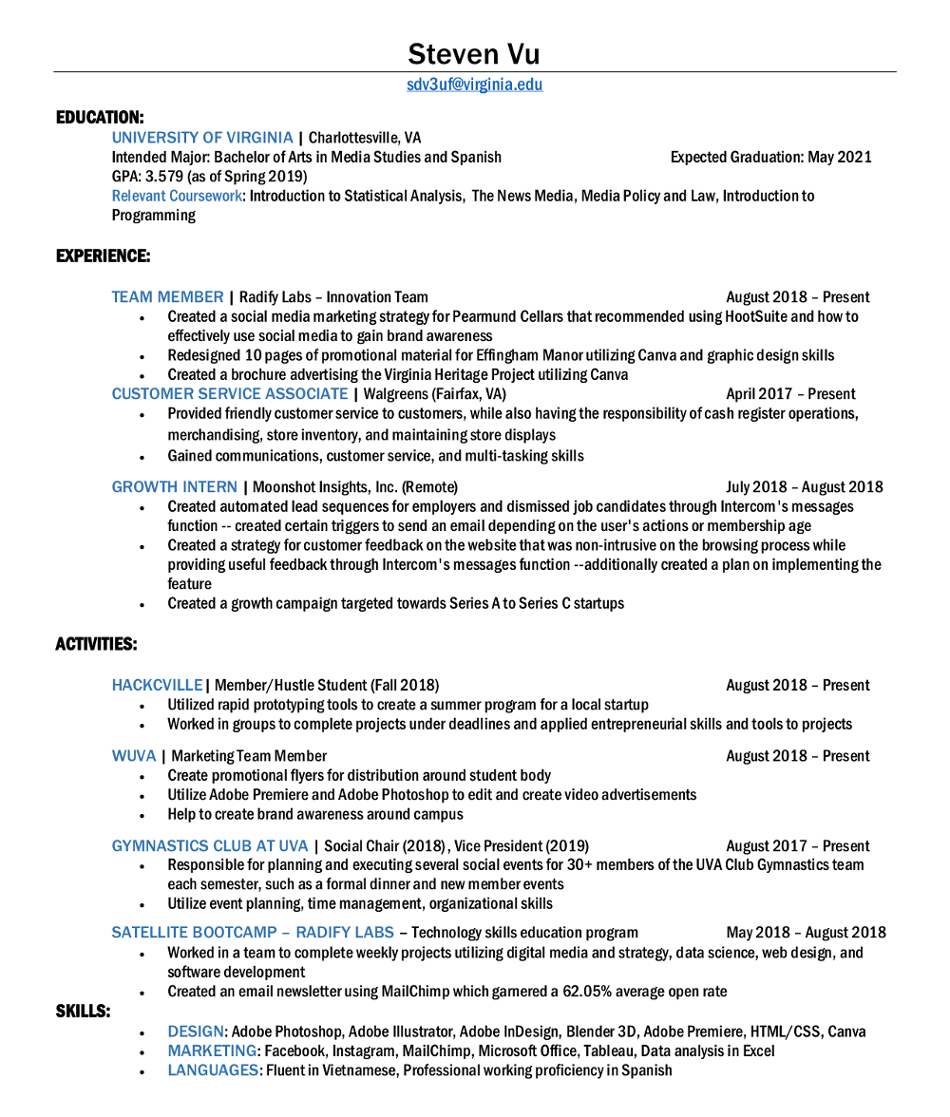 Steven Vu
sdv3uf@virginia.edu
EDUCATION:
UNIVERSITY OF VIRGINIA | Charlottesville, VA
Intended Major: Bachelor of Arts in Media Studies and Spanish Expected Graduation: May 2021
GPA: 3.579 (as of Spring 2019)
Relevant Coursework: Introduction to Statistical Analysis, The News Media, Media Policy and Law, Introduction to
Programming
EXPERIENCE:
TEAM MEMBER | Radify Labs – Innovation Team August 2018 – Present
• Created a social media marketing strategy for Pearmund Cellars that recommended using HootSuite and how to
effectively use social media to gain brand awareness
• Redesigned 10 pages of promotional material for Effingham Manor utilizing Canva and graphic design skills
• Created a brochure advertising the Virginia Heritage Project utilizing Canva
CUSTOMER SERVICE ASSOCIATE | Walgreens (Fairfax, VA) April 2017 – Present
• Provided friendly customer service to customers, while also having the responsibility of cash register operations,
merchandising, store inventory, and maintaining store displays
• Gained communications, customer service, and multi-tasking skills
GROWTH INTERN | Moonshot Insights, Inc. (Remote) July 2018 – August 2018
• Created automated lead sequences for employers and dismissed job candidates through Intercom's messages
function -- created certain triggers to send an email depending on the user's actions or membership age
• Created a strategy for customer feedback on the website that was non-intrusive on the browsing process while
providing useful feedback through Intercom's messages function --additionally created a plan on implementing the
feature
• Created a growth campaign targeted towards Series A to Series C startups
ACTIVITIES:
HACKCVILLE | Member/Hustle Student (Fall 2018) August 2018 – Present
• Utilized rapid prototyping tools to create a summer program for a local startup
• Worked in groups to complete projects under deadlines and applied entrepreneurial skills and tools to projects
WUVA | Marketing Team Member August 2018 – Present
• Create promotional flyers for distribution around student body
• Utilize Adobe Premiere and Adobe Photoshop to edit and create video advertisements
• Help to create brand awareness around campus
GYMNASTICS CLUB AT UVA | Social Chair (2018), Vice President (2019) August 2017 – Present
• Responsible for planning and executing several social events for 30+ members of the UVA Club Gymnastics team
each semester, such as a formal dinner and new member events
• Utilize event planning, time management, organizational skills
SATELLITE BOOTCAMP – RADIFY LABS – Technology skills education program May 2018 – August 2018
• Worked in a team to complete weekly projects utilizing digital media and strategy, data science, web design, and
software development
• Created an email newsletter using MailChimp which garnered a 62.05% average open rate
SKILLS:
• DESIGN: Adobe Photoshop, Adobe Illustrator, Adobe InDesign, Blender 3D, Adobe Premiere, HTML/CSS, Canva
• MARKETING: Facebook, Instagram, MailChimp, Microsoft Office, Tableau, Data analysis in Excel
• LANGUAGES: Fluent in Vietnamese, Professional working proficiency in Spanish